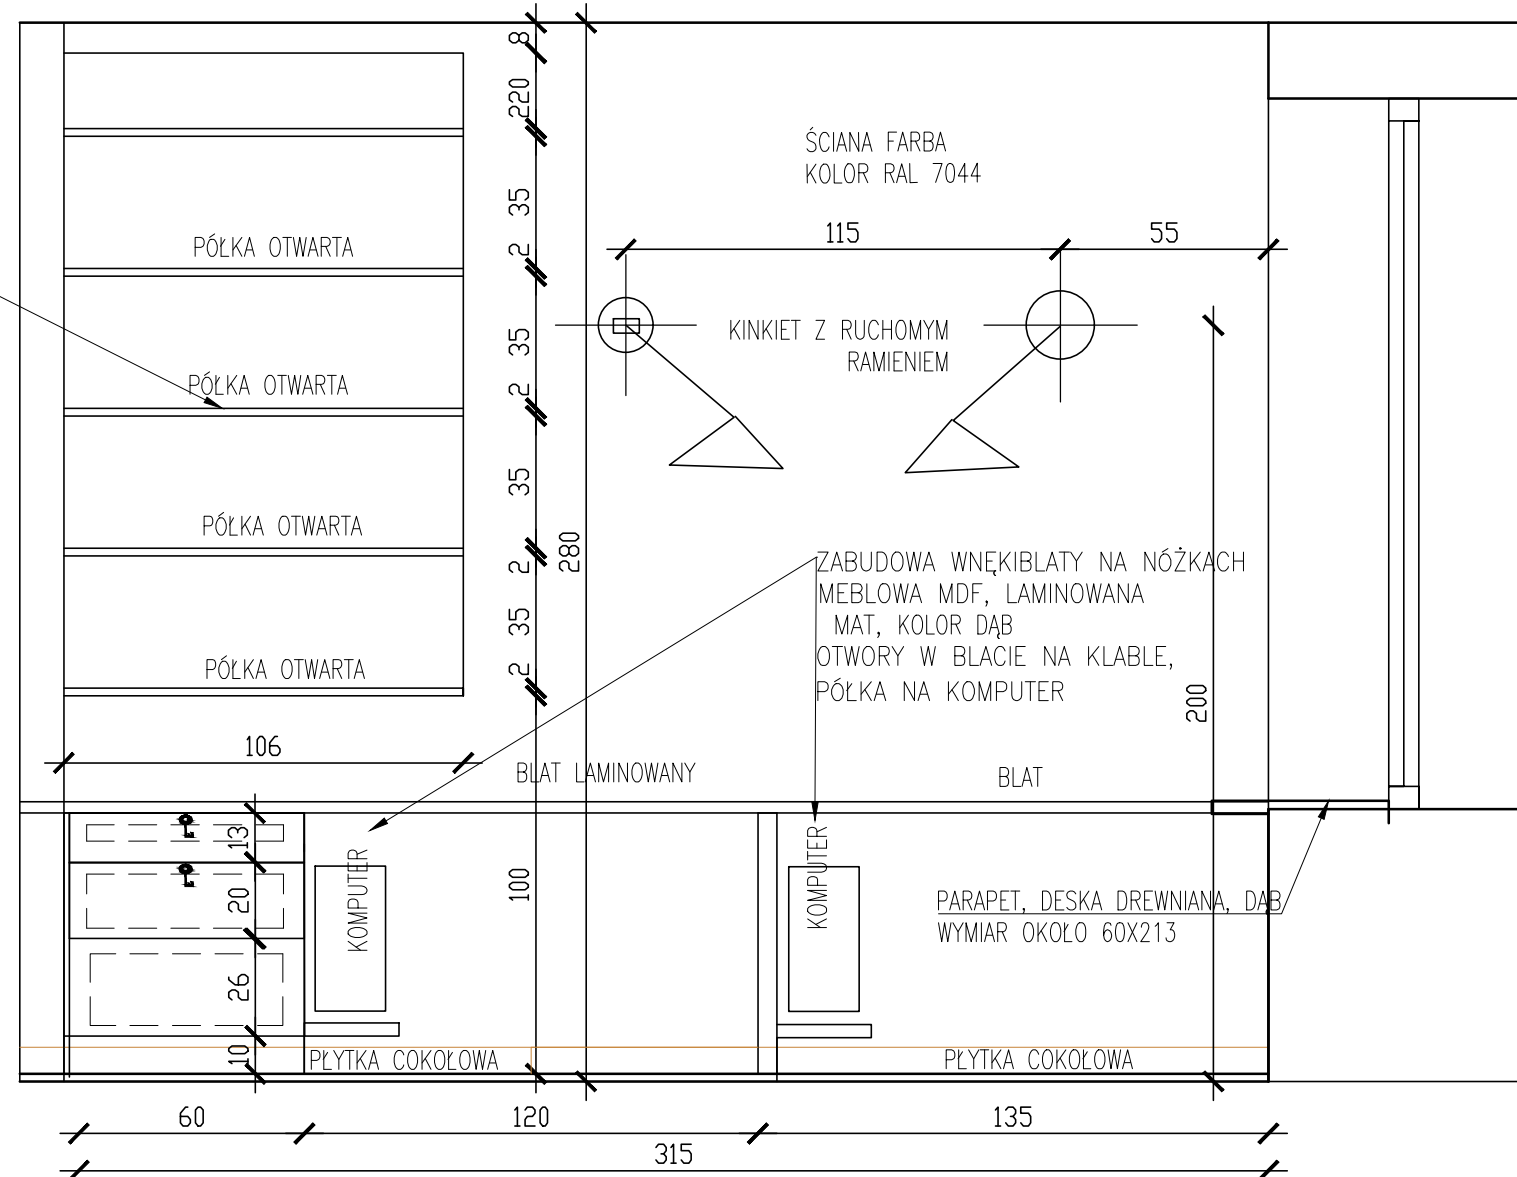 8
220
35
2
35
2
35
2
35
2
100
280
ŚCIANA FARBA
KOLOR RAL 7044
115
55
PÓŁKA OTWARTA
PÓŁKA OTWARTA
PÓŁKA OTWARTA
PÓŁKA OTWARTA
KINKIET Z RUCHOMYM
RAMIENIEM
ZABUDOWA WNĘKIBLATY NA NÓŻKACH
MEBLOWA MDF, LAMINOWANA
MAT, KOLOR DĄB
OTWORY W BLACIE NA KLABLE,
PÓŁKA NA KOMPUTER
200
106
BLAT LAMINOWANY
BLAT
13
20
26
10
KOMPUTER
KOMPUTER
PARAPET, DESKA DREWNIANA, DĄB
WYMIAR OKOŁO 60X213
PŁYTKA COKOŁOWA
PŁYTKA COKOŁOWA
60
120
135
315